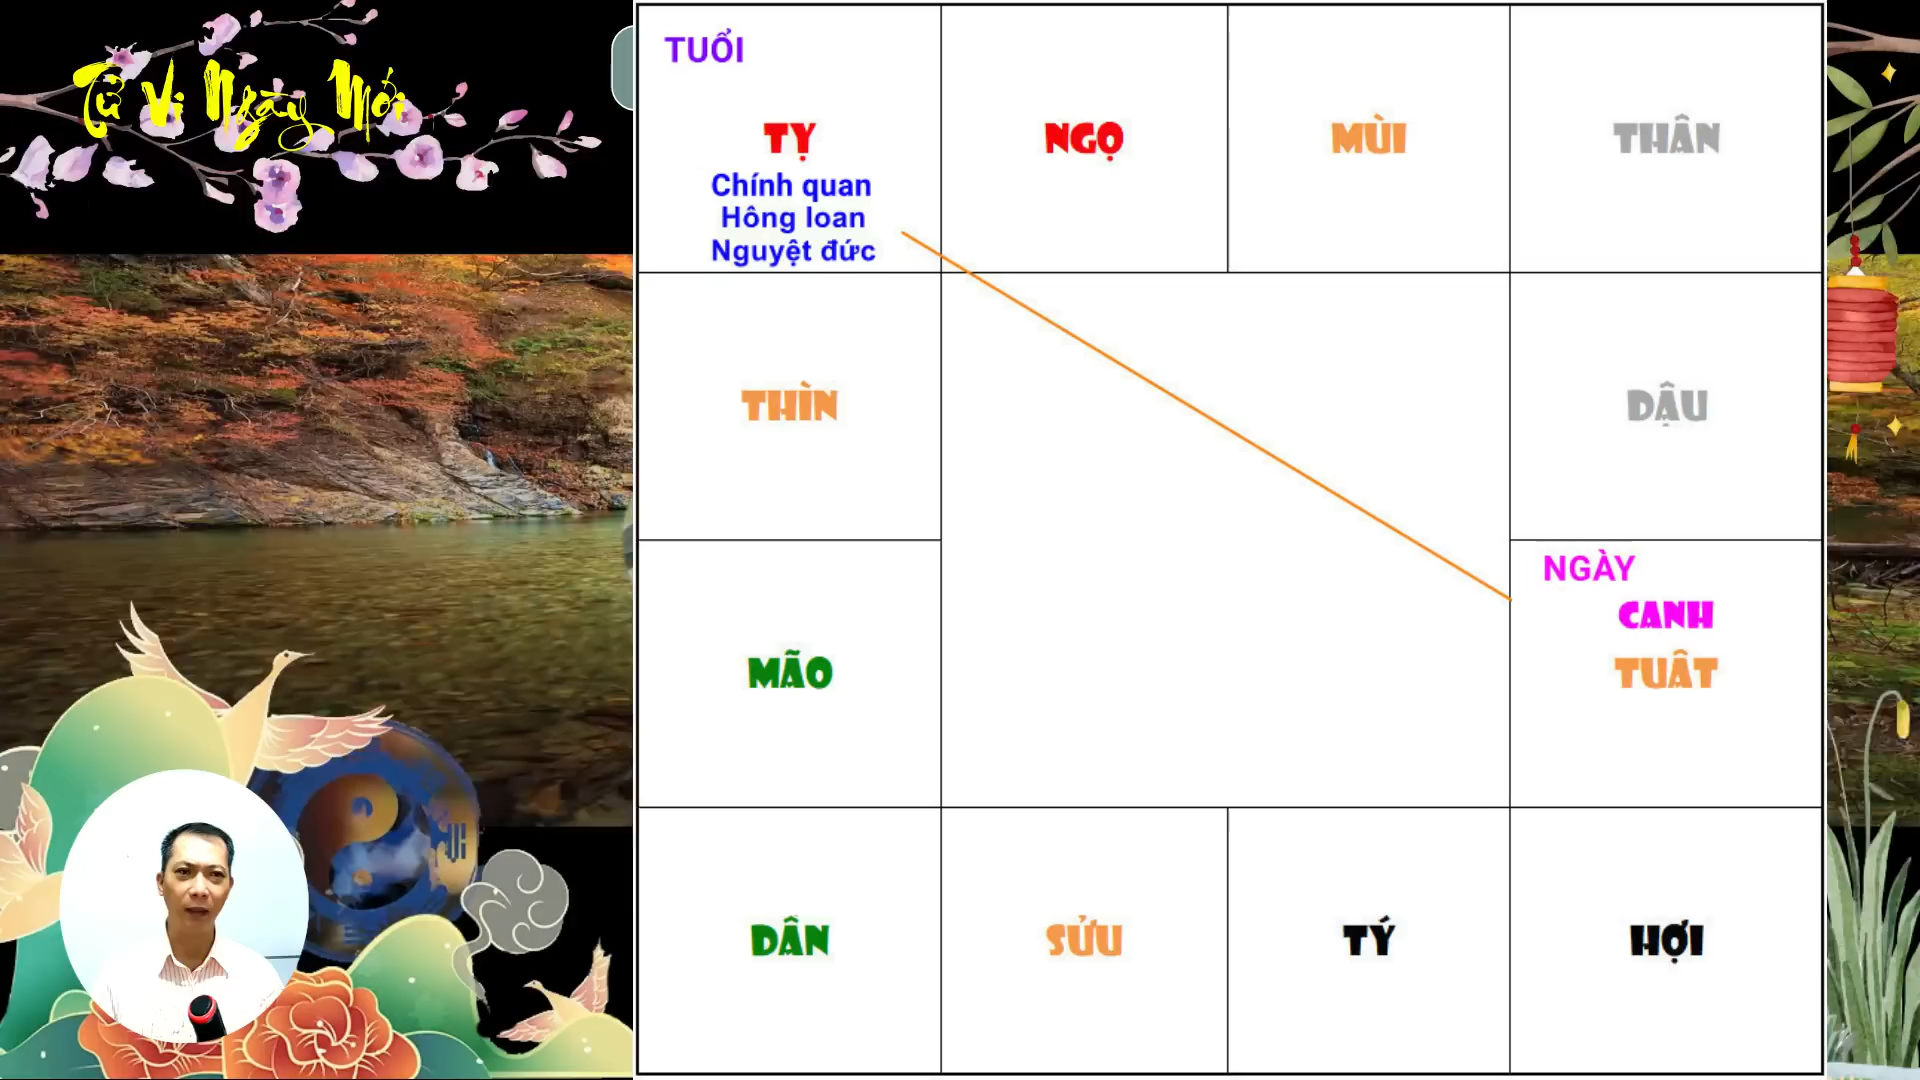 Tử Vi Ngày Mới
TUỔI
TỴ
Chính quan
Hông loan
Nguyệt đức
NGỌ
MÙI
THÂN
THÌN
DẬU
MÃO
NGÀY
CANH
TUẤT
DẦN
SỬU
TÝ
HỢI